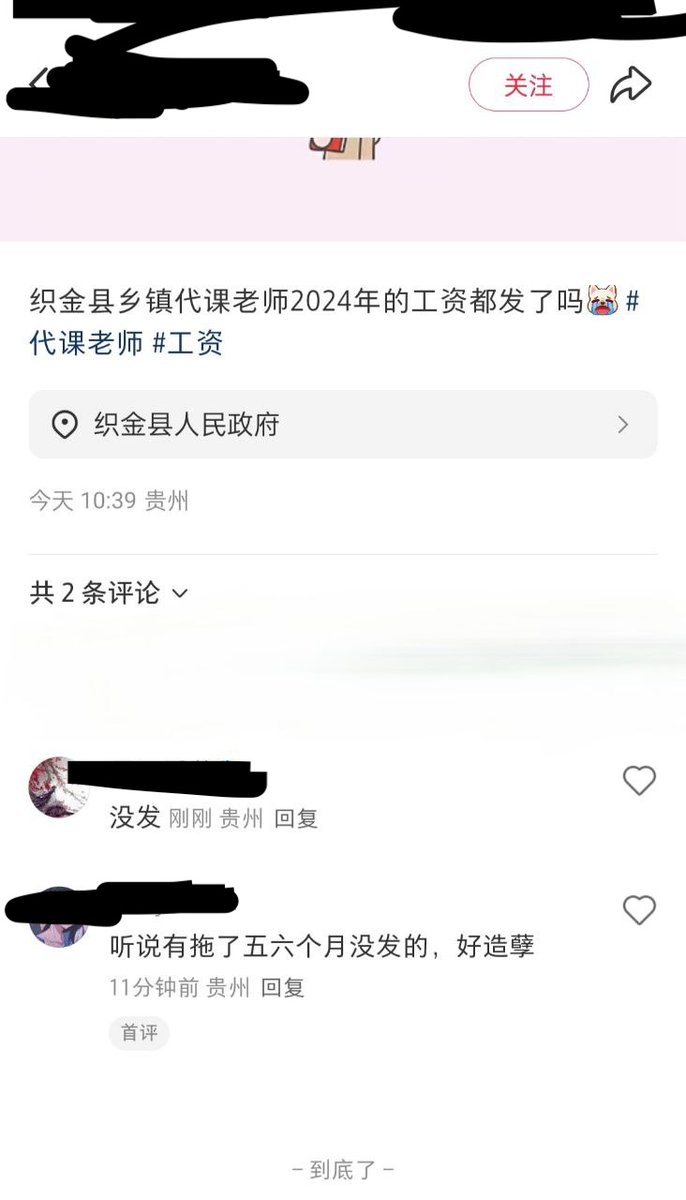 关注
织金县乡镇代课老师2024年的工资都发了吗 #
代课老师 #工资
织金县人民政府
今天 10:39 贵州
共 2 条评论
没发 刚刚 贵州 回复
听说有拖了五六个月没发的，好造孽
11分钟前 贵州 回复
首评
- 到底了 -